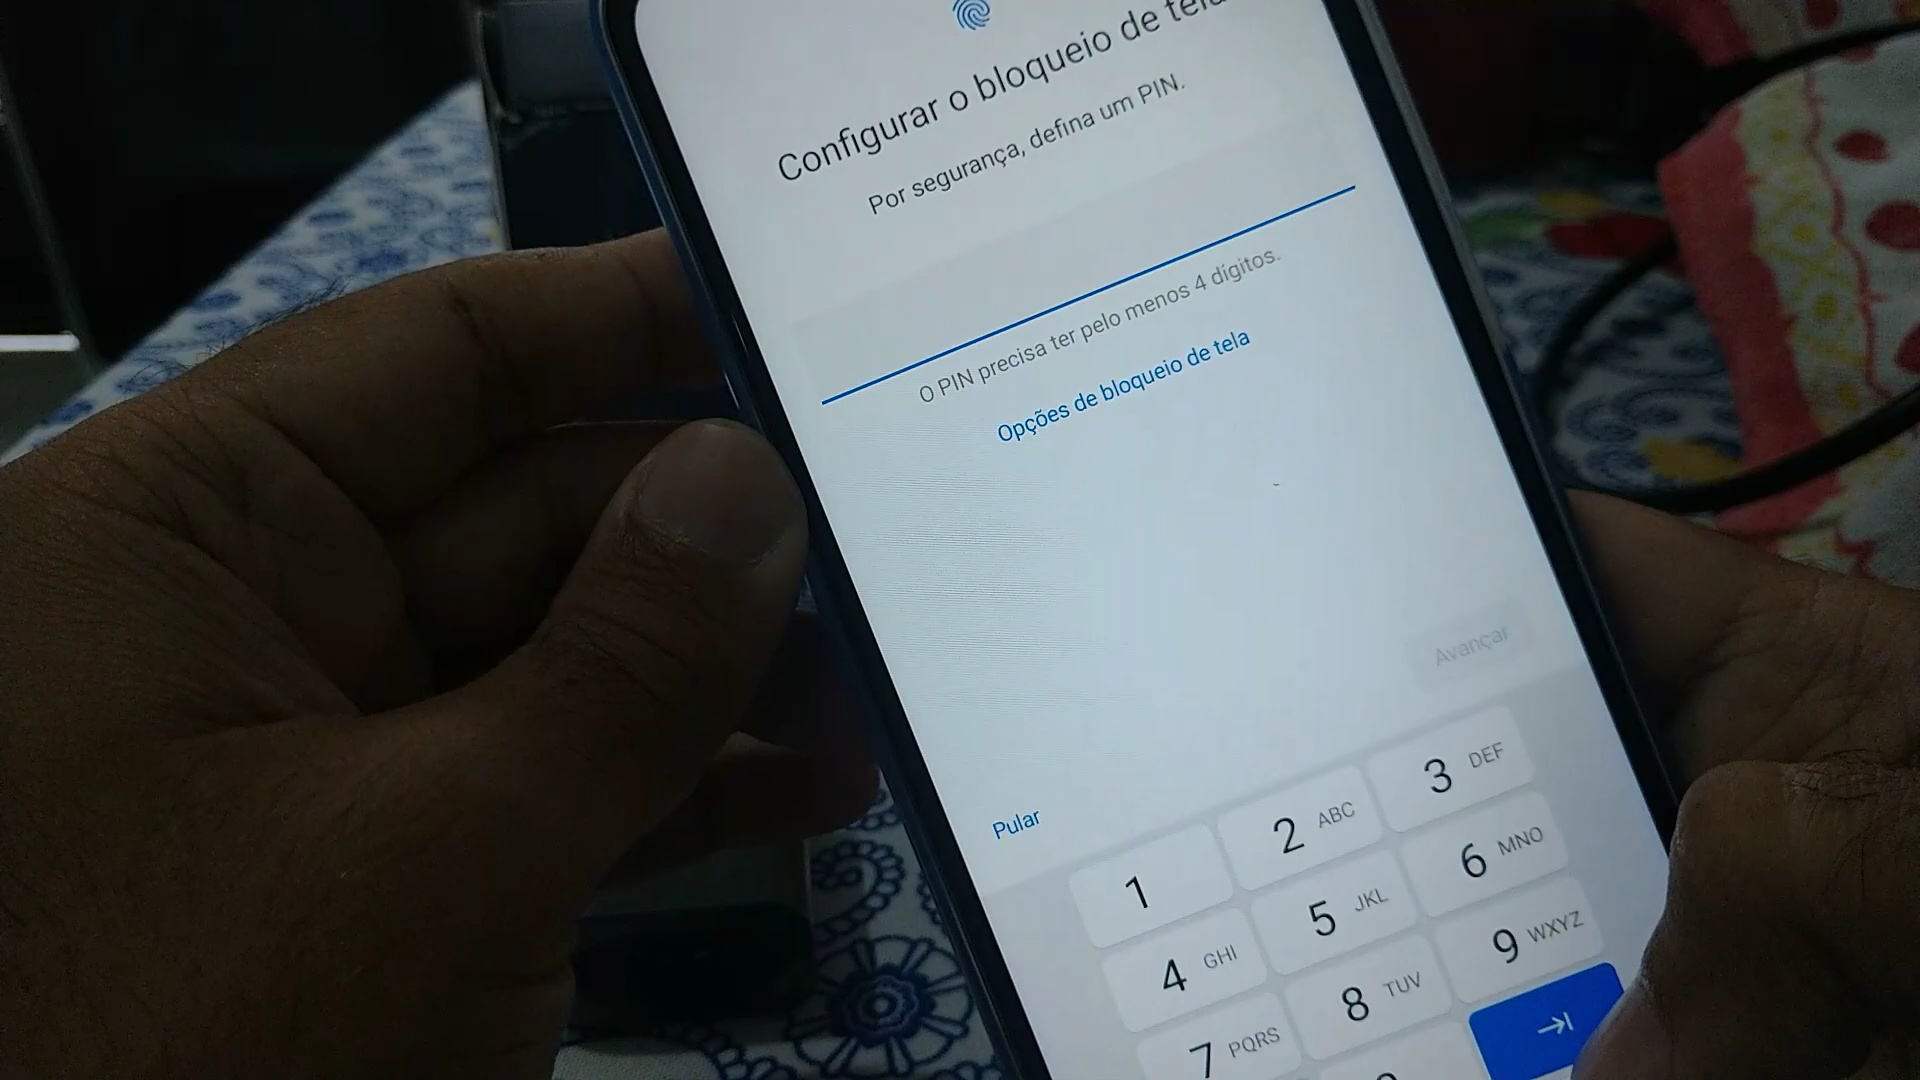 Configurar o bloqueio de tela
Por segurança, defina um PIN.
O PIN precisa ter pelo menos 4 dígitos.
Opções de bloqueio de tela
Avançar
Pular
1
2 ABC
3 DEF
4 GHI
5 JKL
6 MNO
7 PQRS
8 TUV
9 WXYZ